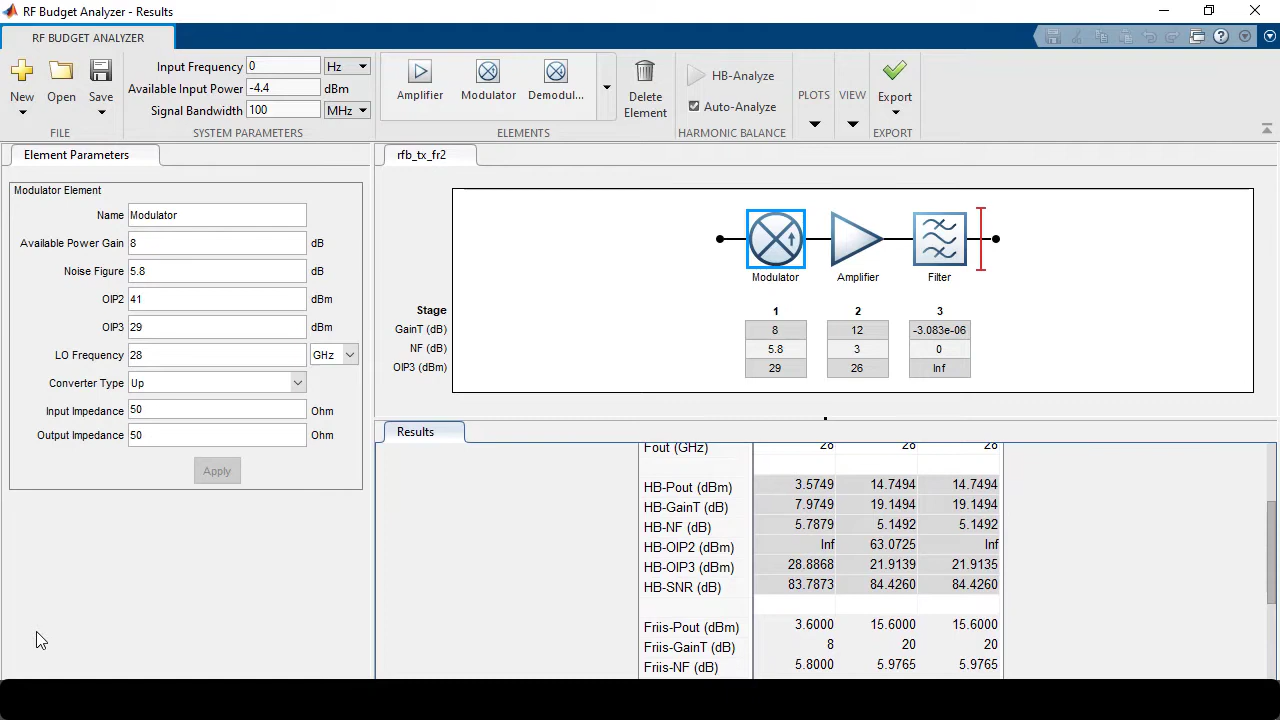 RF Budget Analyzer - Results
RF BUDGET ANALYZER
New
Open
Save
FILE
Input Frequency 0 Hz
Available Input Power -4.4 dBm
Signal Bandwidth 100 MHz
SYSTEM PARAMETERS
Amplifier
Modulator
Demodul...
ELEMENTS
Delete
Element
HB-Analyze
Auto-Analyze
HARMONIC BALANCE
PLOTS
VIEW
Export
EXPORT
Element Parameters
Modulator Element
Name Modulator
Available Power Gain 8 dB
Noise Figure 5.8 dB
OIP2 41 dBm
OIP3 29 dBm
LO Frequency 28 GHz
Converter Type Up
Input Impedance 50 Ohm
Output Impedance 50 Ohm
Apply
rfb_tx_fr2
Modulator Amplifier Filter
Stage 1 2 3
GainT (dB) 8 12 -3.083e-06
NF (dB) 5.8 3 0
OIP3 (dBm) 29 26 Inf
Results
Fout (GHz) 28 28 28
HB-Pout (dBm) 3.5749 14.7494 14.7494
HB-GainT (dB) 7.9749 19.1494 19.1494
HB-NF (dB) 5.7879 5.1492 5.1492
HB-OIP2 (dBm) Inf 63.0725 Inf
HB-OIP3 (dBm) 28.8868 21.9139 21.9135
HB-SNR (dB) 83.7873 84.4260 84.4260
Friis-Pout (dBm) 3.6000 15.6000 15.6000
Friis-GainT (dB) 8 20 20
Friis-NF (dB) 5.8000 5.9765 5.9765